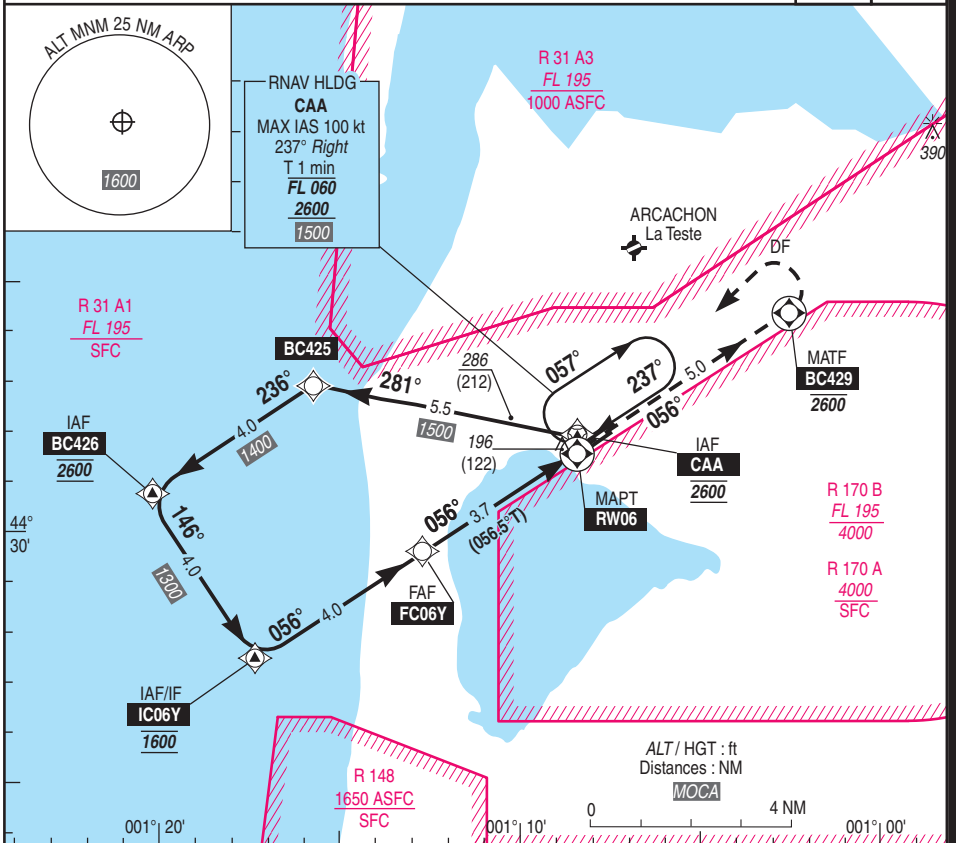 ALT MNM 25 NM ARP
1600
RNAV HLDG
CAA
MAX IAS 100 kt
237° Right
T 1 min
FL 060
2600
1500
R 31 A3
FL 195
1000 ASFC
390
ARCACHON
La Teste
DF
R 31 A1
FL 195
SFC
BC425
286
(212)
057°
237°
5.0
MATF
BC429
2600
236°
281°
5.5
1500
056°
4.0
1400
IAF
BC426
2600
196
(122)
IAF
CAA
2600
MAPT
RW06
R 170 B
FL 195
4000
R 170 A
4000
SFC
44°
30'
146°
4.0
1300
056°
3.7
(056.5°T)
FAF
FC06Y
056°
4.0
IAF/IF
IC06Y
1600
R 148
1650 ASFC
SFC
ALT / HGT : ft
Distances : NM
MOCA
0 4 NM
001° 20'
001° 10'
001° 00'